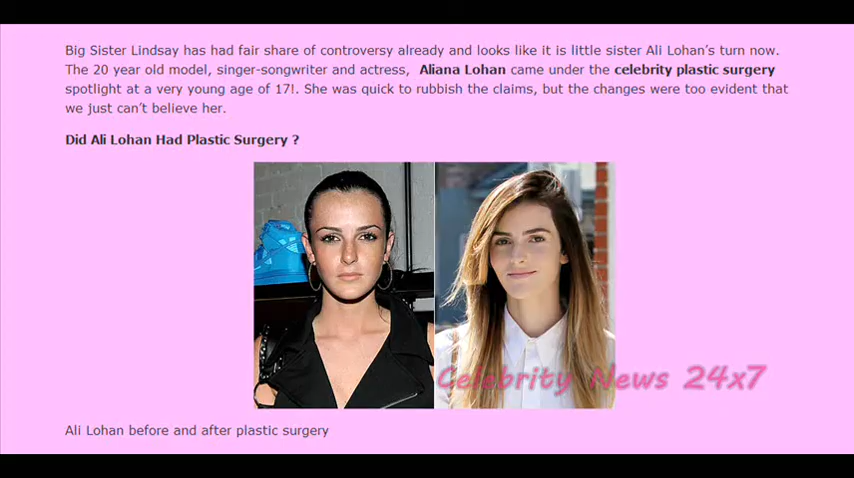 Big Sister Lindsay has had fair share of controversy already and looks like it is little sister Ali Lohan’s turn now.
The 20 year old model, singer-songwriter and actress, Aliana Lohan came under the celebrity plastic surgery
spotlight at a very young age of 17!. She was quick to rubbish the claims, but the changes were too evident that
we just can’t believe her.
Did Ali Lohan Had Plastic Surgery ?
Celebrity News 24x7
Ali Lohan before and after plastic surgery